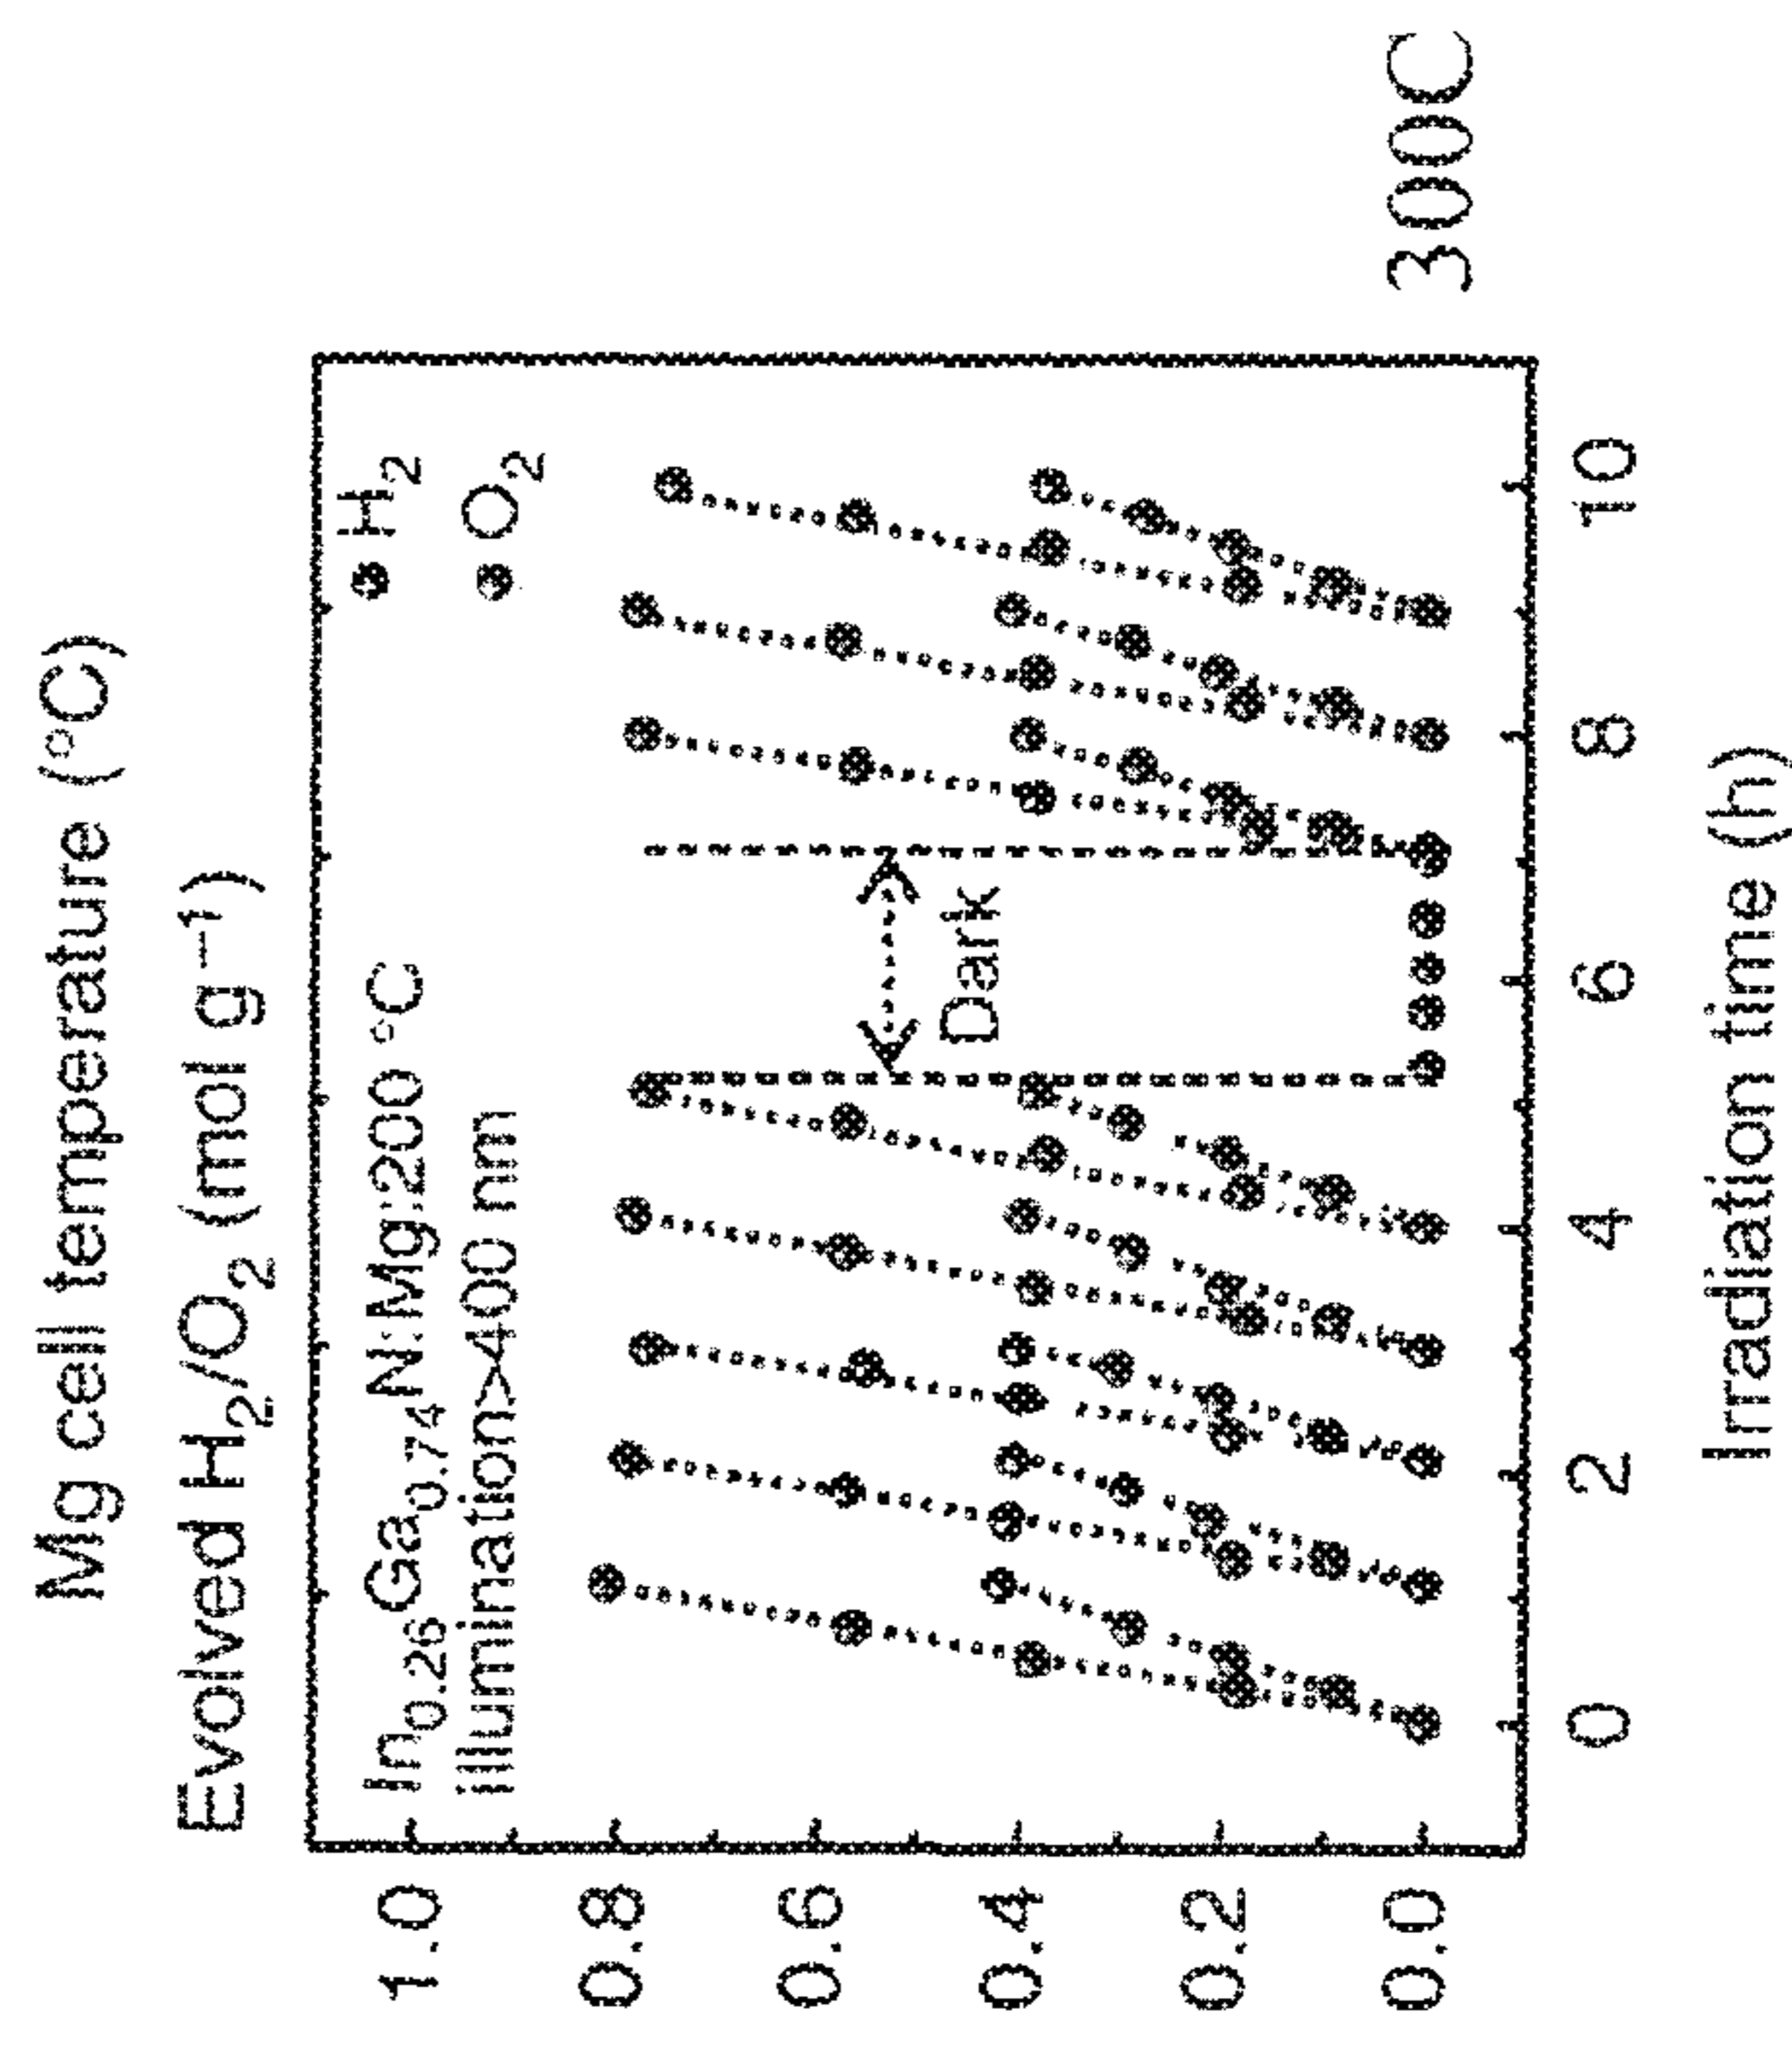 Mg cell temperature (°C)
Evolved H₂/O₂ (mol g⁻¹)
In₀.₂₆Ga₀.₇₄N:Mg:200 °C
illumination>400 nm
H₂
O₂
Dark
1.0
0.8
0.6
0.4
0.2
0.0
0 2 4 6 8 10
Irradiation time (h)
300C